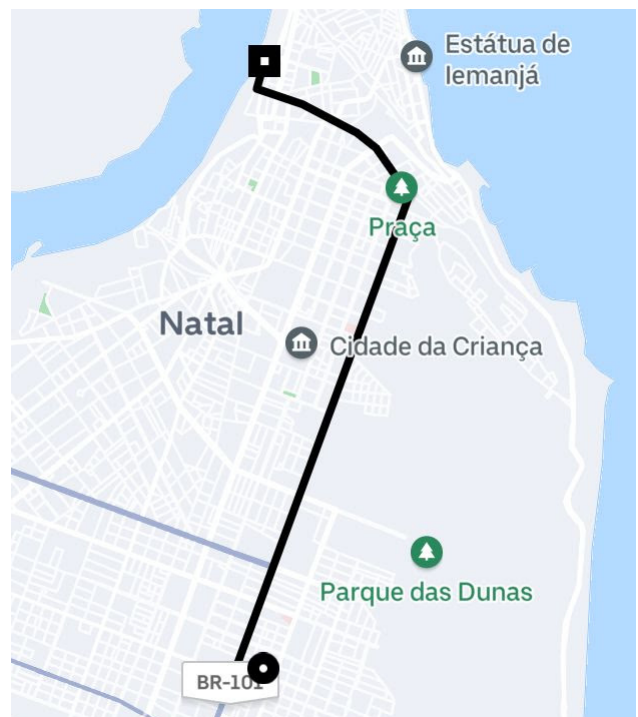 Estátua de
Iemanjá
Praça
Natal
Cidade da Criança
Parque das Dunas
BR-101